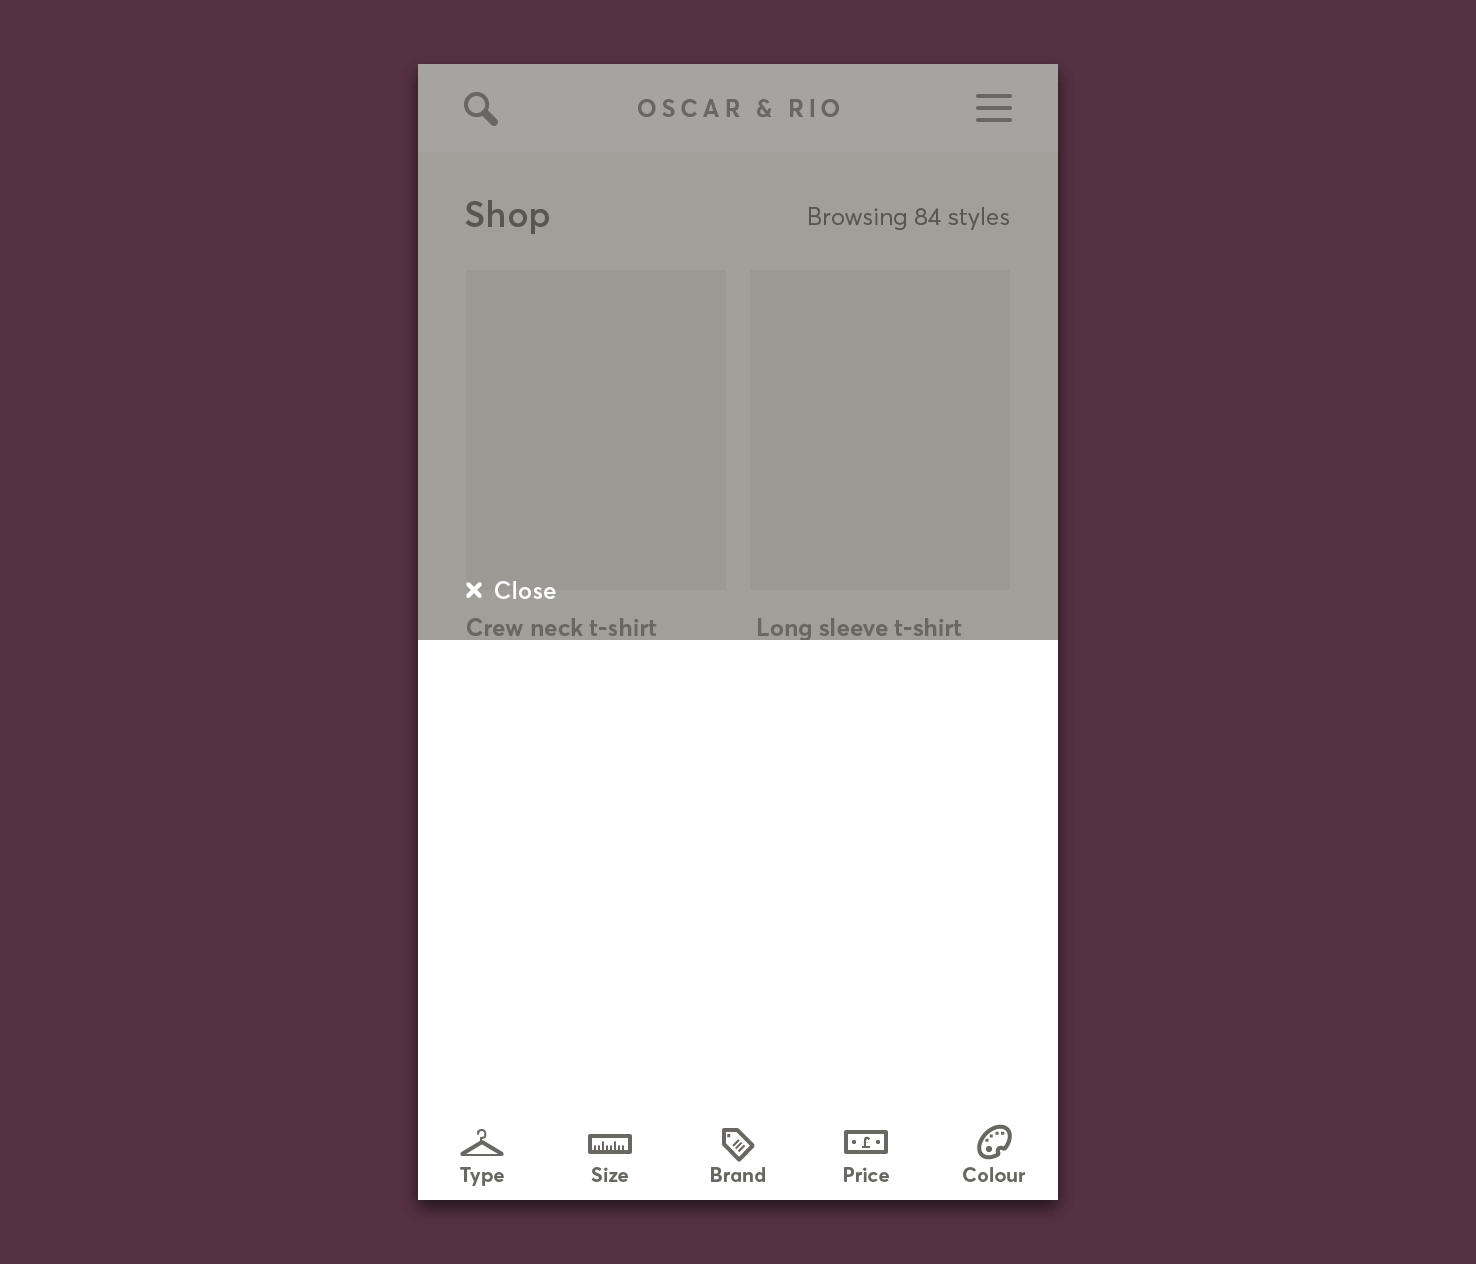 OSCAR & RIO
Shop
Browsing 84 styles
Close
Crew neck t-shirt
Long sleeve t-shirt
Type
Size
Brand
£
Price
Colour